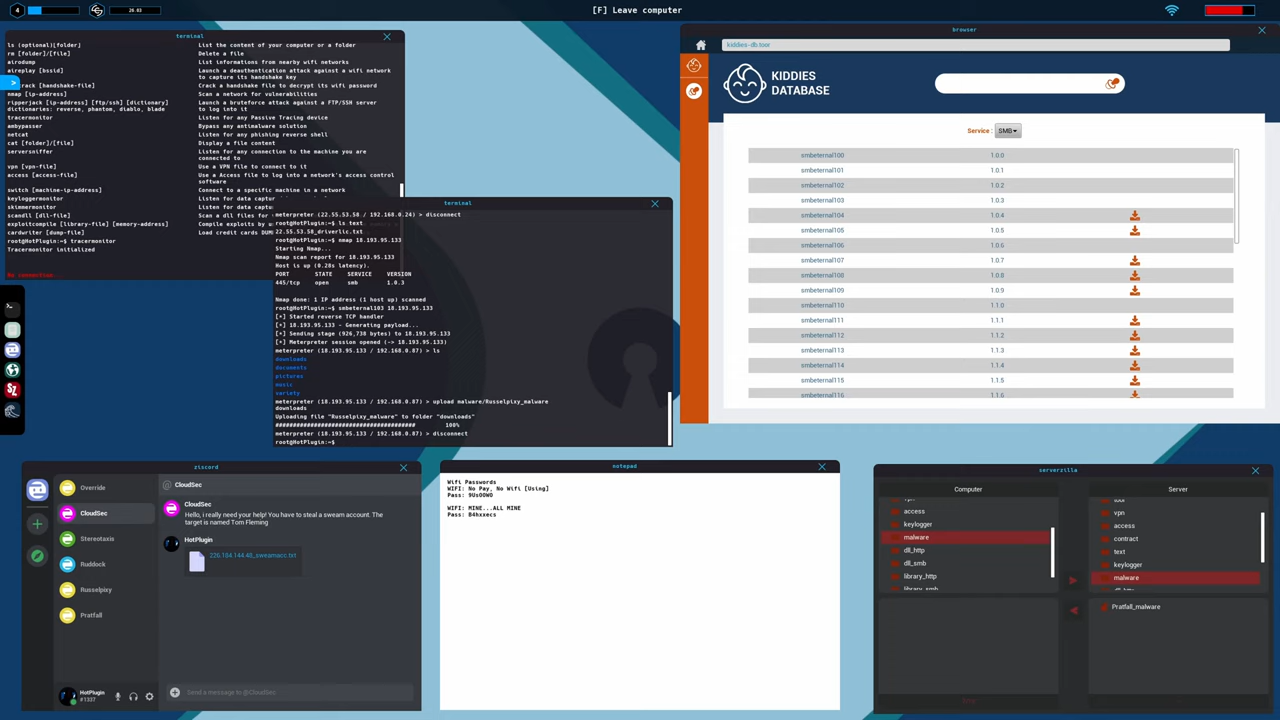 4
26.03
[F] Leave computer
terminal
ls (optional)[folder] List the content of your computer or a folder
rm [folder]/[file] Delete a file
airodump List informations from nearby wifi networks
aireplay [bssid] Launch a deauthentication attack against a wifi network
to capture its handshake key
rack [handshake-file] Crack a handshake file to decrypt its wifi password
nmap [ip-address] Scan a network for vulnerabilities
ripperjack [ip-address] [ftp/ssh] [dictionary] Launch a bruteforce attack against a FTP/SSH server
dictionaries: reverse, phantom, diablo, blade to log into it
tracermonitor Listen for any Passive Tracing device
ambypasser Bypass any antimalware solution
netcat Listen for any phishing reverse shell
cat [folder]/[file] Display a file content
serversniffer Listen for any connection to the machine you are
connected to
vpn [vpn-file] Use a VPN file to connect to it
access [access-file] Use a Access file to log into a network's access control
software
switch [machine-ip-address] Connect to a specific machine in a network
keyloggermonitor Listen for data captur
skimmermonitor Listen for data captur
scandll [dll-file] Scan a dll files for
exploitcompile [library-file] [memory-address] Compile exploits by u
cardwriter [dump-file] Load credit cards DUM
root@HotPlugin:~$ tracermonitor
Tracermonitor initialized
No connection...
terminal
meterpreter (22.55.53.58 / 192.168.0.24) > disconnect
root@HotPlugin:~$ ls text
22.55.53.58_driverlic.txt
root@HotPlugin:~$ nmap 18.193.95.133
Starting Nmap...
Nmap scan report for 18.193.95.133
Host is up (0.28s latency).
PORT STATE SERVICE VERSION
445/tcp open smb 1.0.3
Nmap done: 1 IP address (1 host up) scanned
root@HotPlugin:~$ smbeternal103 18.193.95.133
[*] Started reverse TCP handler
[*] 18.193.95.133 - Generating payload...
[*] Sending stage (926,738 bytes) to 18.193.95.133
[*] Meterpreter session opened (-> 18.193.95.133)
meterpreter (18.193.95.133 / 192.168.0.87) > ls
downloads
documents
pictures
music
variety
meterpreter (18.193.95.133 / 192.168.0.87) > upload malware/Russelpixy_malware
downloads
Uploading file "Russelpixy_malware" to folder "downloads"
####################################### 100%
meterpreter (18.193.95.133 / 192.168.0.87) > disconnect
root@HotPlugin:~$
browser
kiddies-db.toor
KIDDIES
DATABASE
Service : SMB
smbeternal100 1.0.0
smbeternal101 1.0.1
smbeternal102 1.0.2
smbeternal103 1.0.3
smbeternal104 1.0.4
smbeternal105 1.0.5
smbeternal106 1.0.6
smbeternal107 1.0.7
smbeternal108 1.0.8
smbeternal109 1.0.9
smbeternal110 1.1.0
smbeternal111 1.1.1
smbeternal112 1.1.2
smbeternal113 1.1.3
smbeternal114 1.1.4
smbeternal115 1.1.5
smbeternal116 1.1.6
ziscord
Override
CloudSec
Stereotaxis
Ruddock
Russelpixy
Pratfall
HotPlugin
#1337
@ CloudSec
CloudSec
Hello, i really need your help! You have to steal a sweam account. The
target is named Tom Fleming
HotPlugin
226.184.144.48_sweamacc.txt
Send a message to @CloudSec
notepad
Wifi Passwords
WIFI: No Pay, No Wifi [Using]
Pass: 9UsOOWO
WIFI: MINE...ALL MINE
Pass: B4hxxecs
serverzilla
Computer
vpn
access
keylogger
malware
dll_http
dll_smb
library_http
library_smb
Server
tool
vpn
access
contract
text
keylogger
malware
dll_http
Pratfall_malware